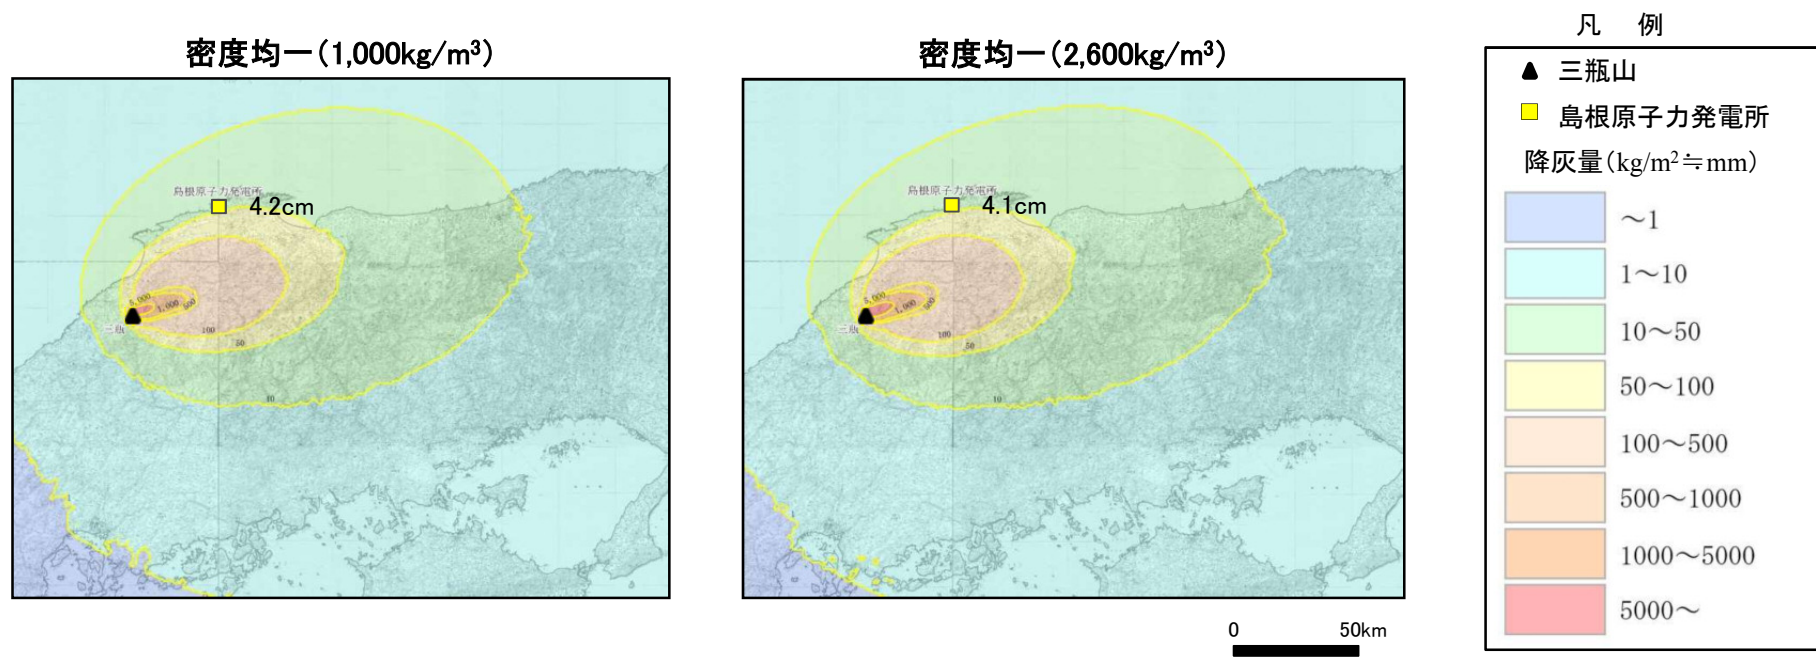 密度均一(1,000kg/m³)
島根原子力発電所
4.2cm
5,000
1,000
500
三瓶
100
50
10
密度均一(2,600kg/m³)
島根原子力発電所
4.1cm
5,000
1,000
500
三瓶
100
50
10
0 50km
凡 例
三瓶山
島根原子力発電所
降灰量(kg/m²≒mm)
～1
1～10
10～50
50～100
100～500
500～1000
1000～5000
5000～